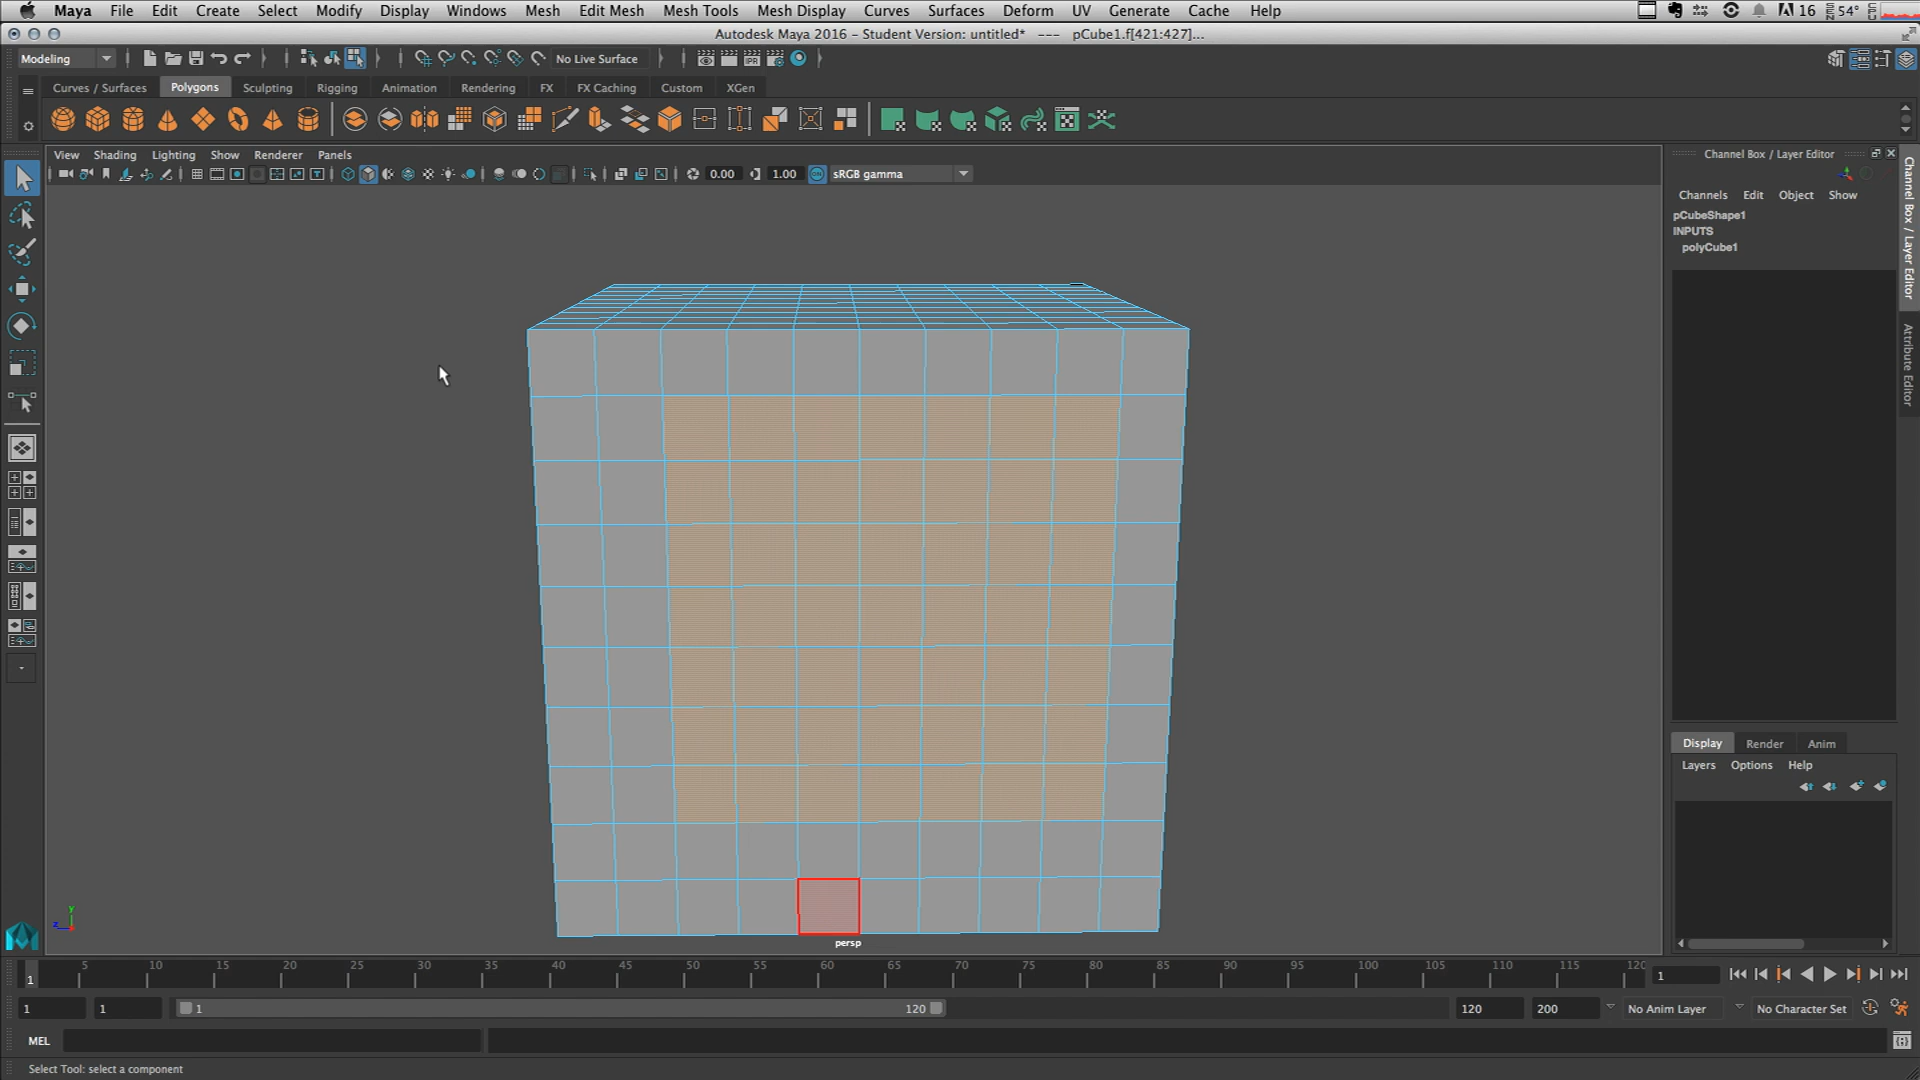 Maya File Edit Create Select Modify Display Windows Mesh Edit Mesh Mesh Tools Mesh Display Curves Surfaces Deform UV Generate Cache Help 16 54°
Autodesk Maya 2016 - Student Version: untitled* --- pCube1.f[421:427]...
Modeling No Live Surface
Curves / Surfaces Polygons Sculpting Rigging Animation Rendering FX FX Caching Custom XGen
View Shading Lighting Show Renderer Panels
0.00 1.00 sRGB gamma
Channel Box / Layer Editor
Channels Edit Object Show
pCubeShape1
INPUTS
polyCube1
Channel Box / Layer Editor
Attribute Editor
Display Render Anim
Layers Options Help
y
z
persp
1 5 10 15 20 25 30 35 40 45 50 55 60 65 70 75 80 85 90 95 100 105 110 115 120 1
1 1 1 120 120 200 No Anim Layer No Character Set
MEL
Select Tool: select a component